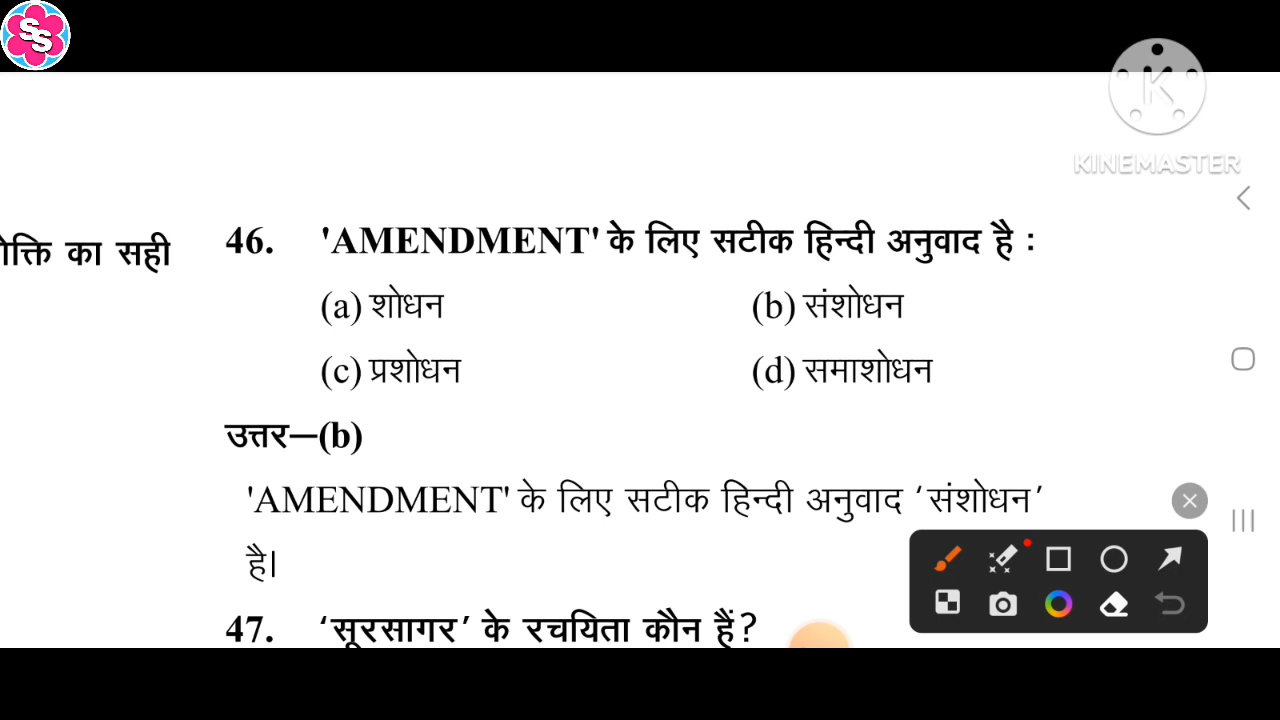 SS
KINEMASTER
का सही
46. 'AMENDMENT' के लिए सटीक हिन्दी अनुवाद है :
(a) शोधन (b) संशोधन
(c) प्रशोधन (d) समाशोधन
उत्तर—(b)
'AMENDMENT' के लिए सटीक हिन्दी अनुवाद ‘संशोधन’
है।
47. ‘सूरसागर’ के रचयिता कौन हैं?